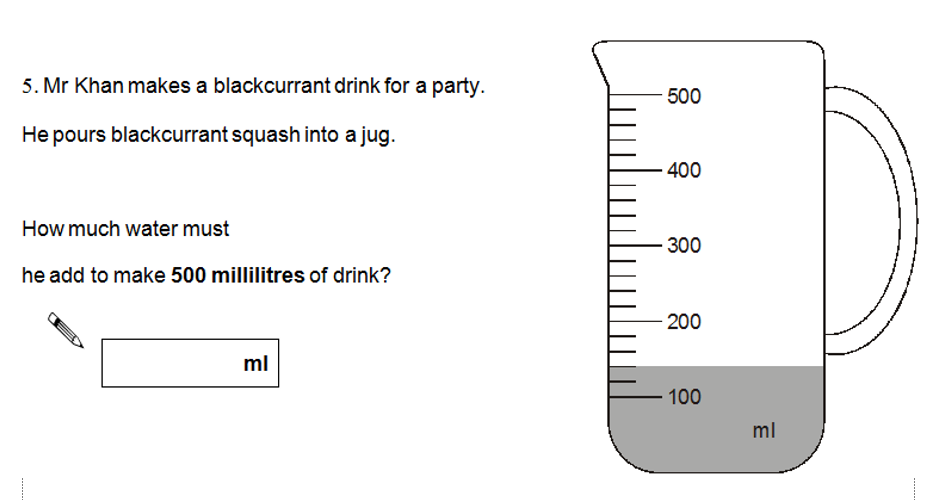 5. Mr Khan makes a blackcurrant drink for a party.
He pours blackcurrant squash into a jug.
How much water must
he add to make 500 millilitres of drink?
ml
500
400
300
200
100
ml